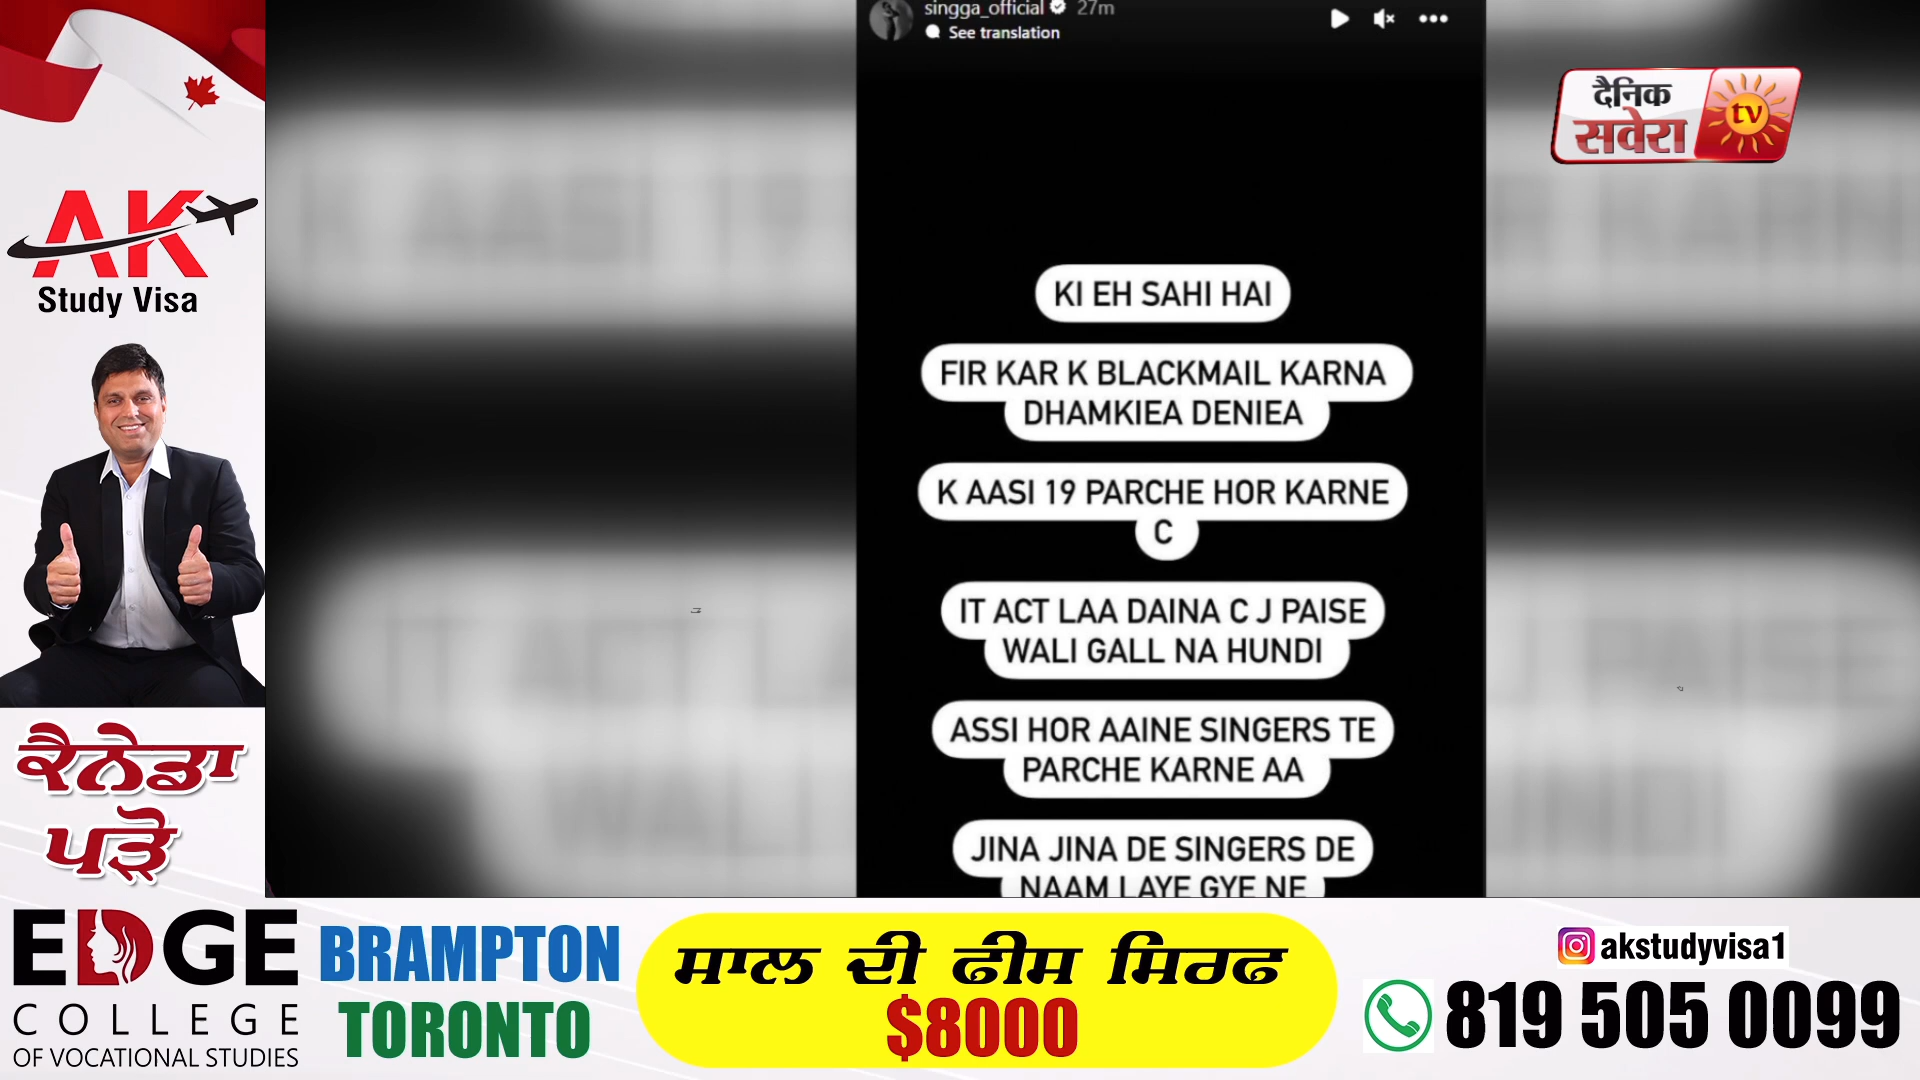 singga_official 27m
See translation
दैनिक
सवेरा
tv
AK
Study Visa
KI EH SAHI HAI
FIR KAR K BLACKMAIL KARNA
DHAMKIEA DENIEA
K AASI 19 PARCHE HOR KARNE
C
IT ACT LAA DAINA C J PAISE
WALI GALL NA HUNDI
ASSI HOR AAINE SINGERS TE
PARCHE KARNE AA
JINA JINA DE SINGERS DE
NAAM LAYE GYE NE
ਕੈਨੇਡਾ
ਪੜੋ
EDGE
COLLEGE
OF VOCATIONAL STUDIES
BRAMPTON
TORONTO
ਸਾਲ ਦੀ ਫੀਸ ਸਿਰਫ
$8000
akstudyvisa1
819 505 0099